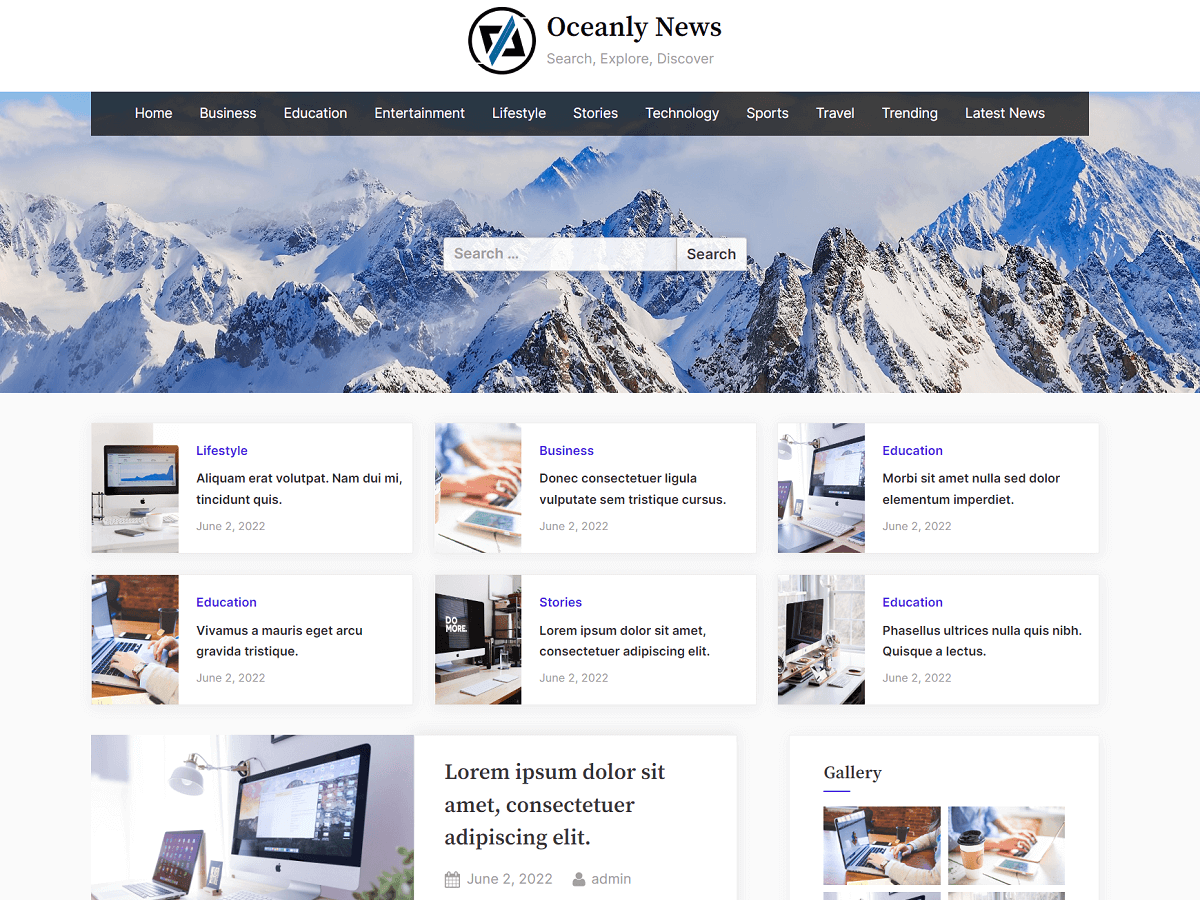 Oceanly News
Search, Explore, Discover
Home Business Education Entertainment Lifestyle Stories Technology Sports Travel Trending Latest News
Search ... Search
Lifestyle
Aliquam erat volutpat. Nam dui mi,
tincidunt quis.
June 2, 2022
Business
Donec consectetuer ligula
vulputate sem tristique cursus.
June 2, 2022
Education
Morbi sit amet nulla sed dolor
elementum imperdiet.
June 2, 2022
Education
Vivamus a mauris eget arcu
gravida tristique.
June 2, 2022
DO
MORE.
Stories
Lorem ipsum dolor sit amet,
consectetuer adipiscing elit.
June 2, 2022
Education
Phasellus ultrices nulla quis nibh.
Quisque a lectus.
June 2, 2022
Lorem ipsum dolor sit
amet, consectetuer
adipiscing elit.
June 2, 2022 admin
Gallery